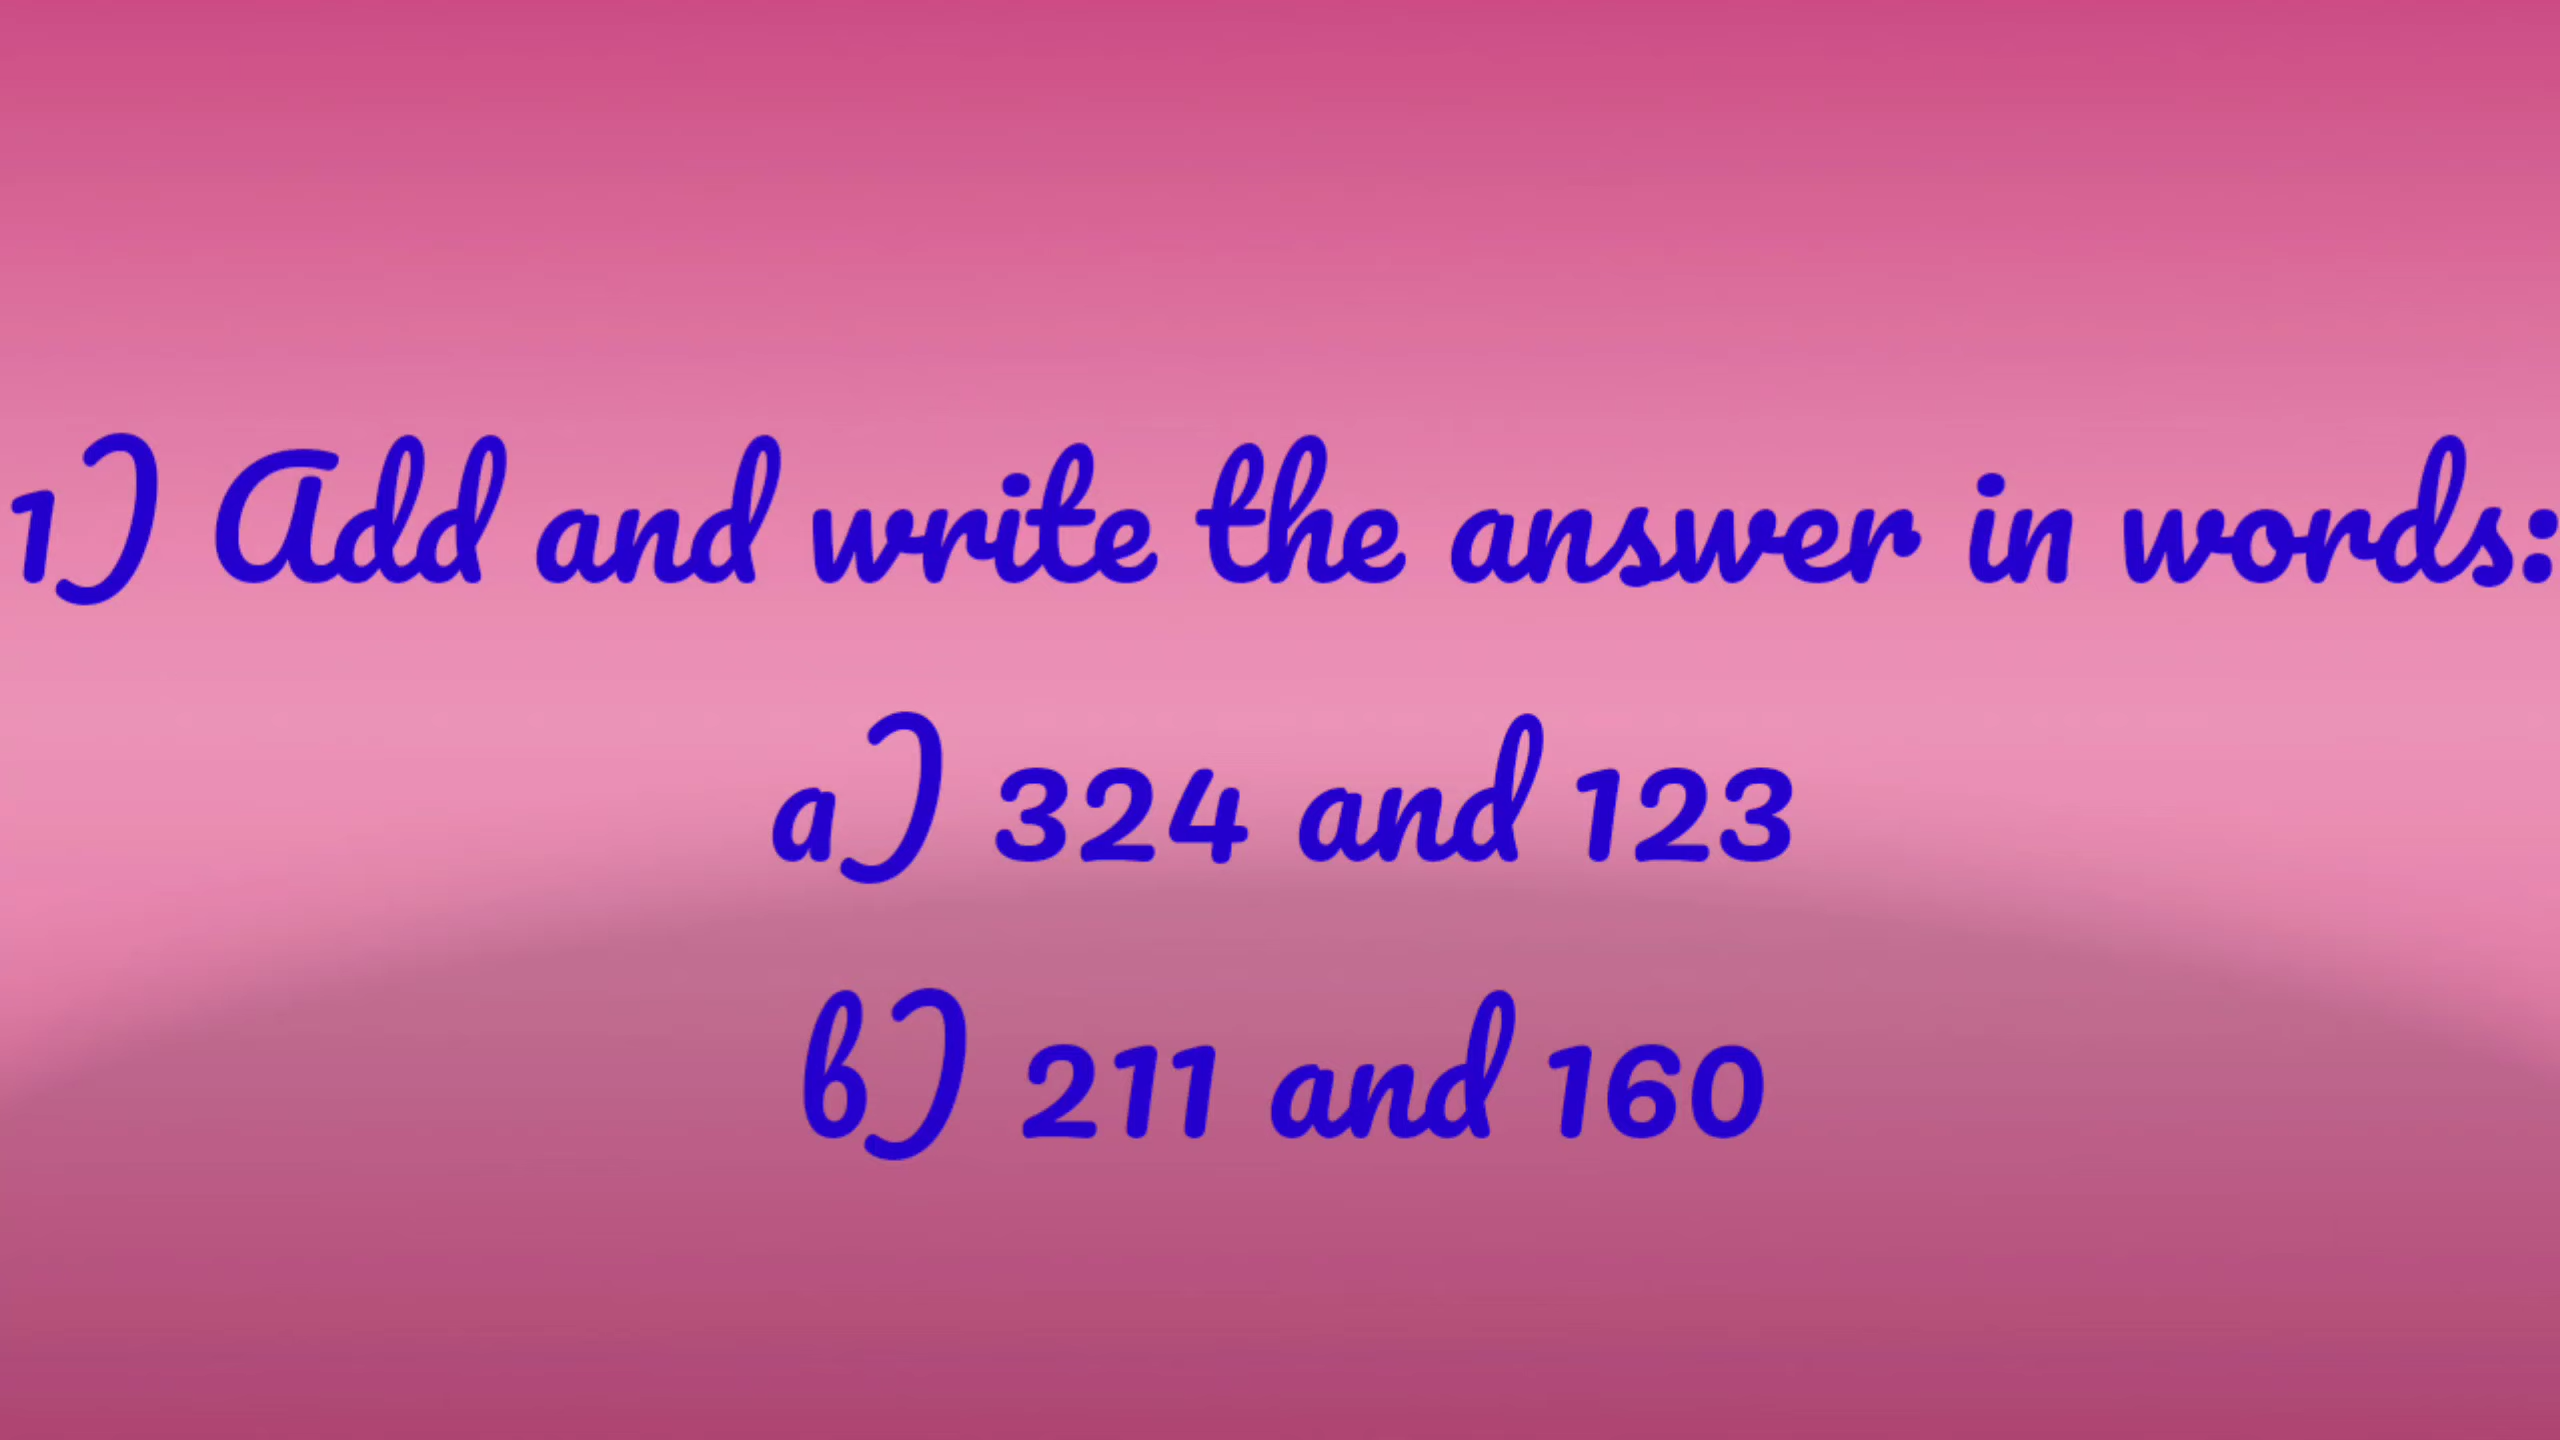 1) Add and write the answer in words:
a) 324 and 123
b) 211 and 160